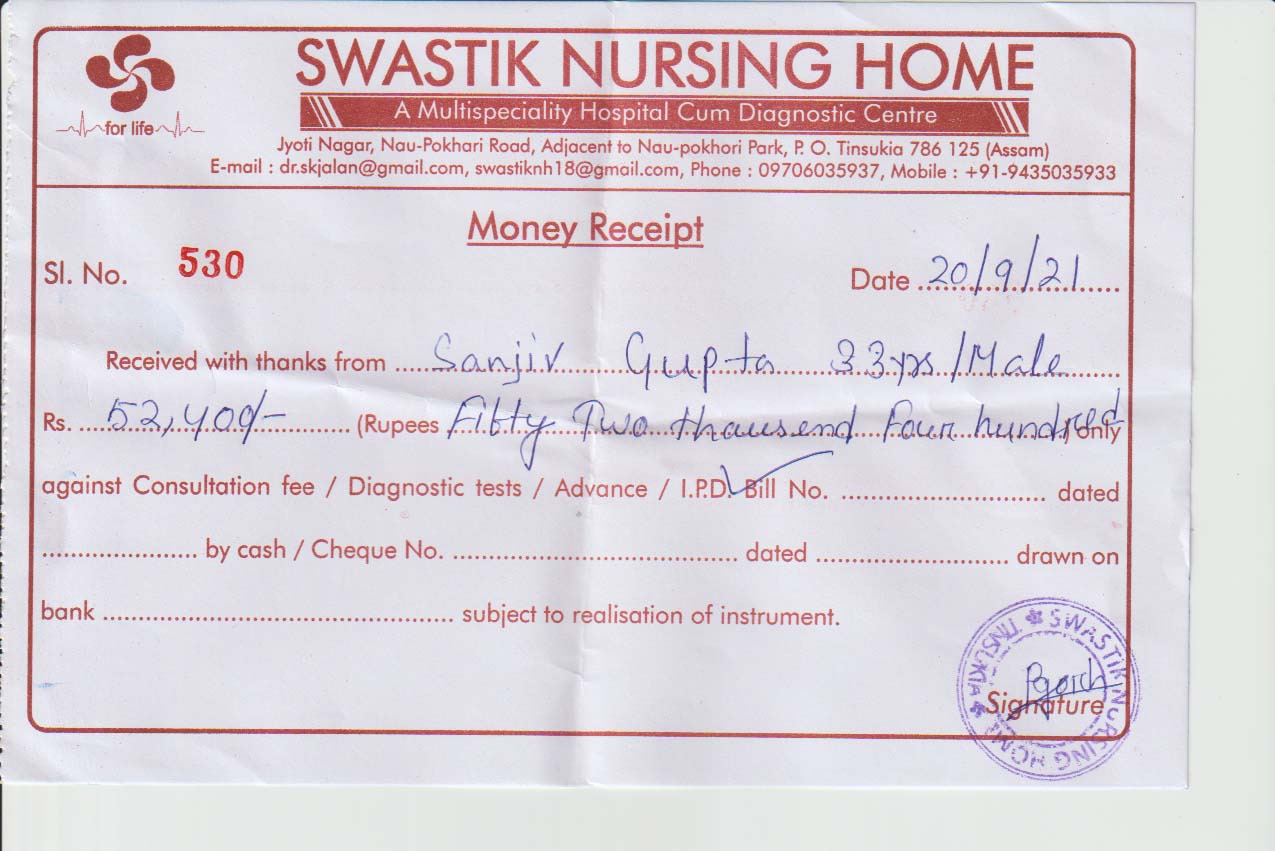 SWASTIK NURSING HOME
A Multispeciality Hospital Cum Diagnostic Centre
for life
Jyoti Nagar, Nau-Pokhari Road, Adjacent to Nau-pokhori Park, P. O. Tinsukia 786 125 (Assam)
E-mail : dr.skjalan@gmail.com, swastiknh18@gmail.com, Phone : 09706035937, Mobile : +91-9435035933
Money Receipt
Sl. No. 530 Date 20/9/21
Received with thanks from Sanjiv Gupta 33yrs/Male
Rs. 52,400/- (Rupees Fifty Two thausend Four hundred) only
against Consultation fee / Diagnostic tests / Advance / I.P.D. Bill No. .......................... dated
.................... by cash / Cheque No. ..................................... dated ......................... drawn on
bank .............................................. subject to realisation of instrument.
SWASTIK NURSING HOME TINSUKIA
Signature